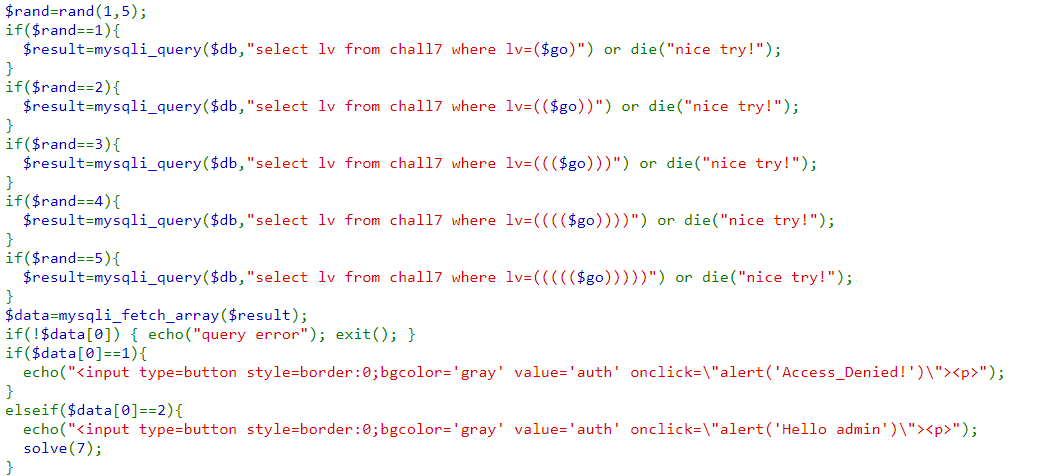 $rand=rand(1,5);
if($rand==1){
  $result=mysqli_query($db,"select lv from chall7 where lv=($go)") or die("nice try!");
}
if($rand==2){
  $result=mysqli_query($db,"select lv from chall7 where lv=(($go))") or die("nice try!");
}
if($rand==3){
  $result=mysqli_query($db,"select lv from chall7 where lv=((($go)))") or die("nice try!");
}
if($rand==4){
  $result=mysqli_query($db,"select lv from chall7 where lv=(((($go))))") or die("nice try!");
}
if($rand==5){
  $result=mysqli_query($db,"select lv from chall7 where lv=((((($go)))))") or die("nice try!");
}
$data=mysqli_fetch_array($result);
if(!$data[0]) { echo("query error"); exit(); }
if($data[0]==1){
  echo("<input type=button style=border:0;bgcolor='gray' value='auth' onclick=\"alert('Access_Denied!')\"><p>");
}
elseif($data[0]==2){
  echo("<input type=button style=border:0;bgcolor='gray' value='auth' onclick=\"alert('Hello admin')\"><p>");
  solve(7);
}